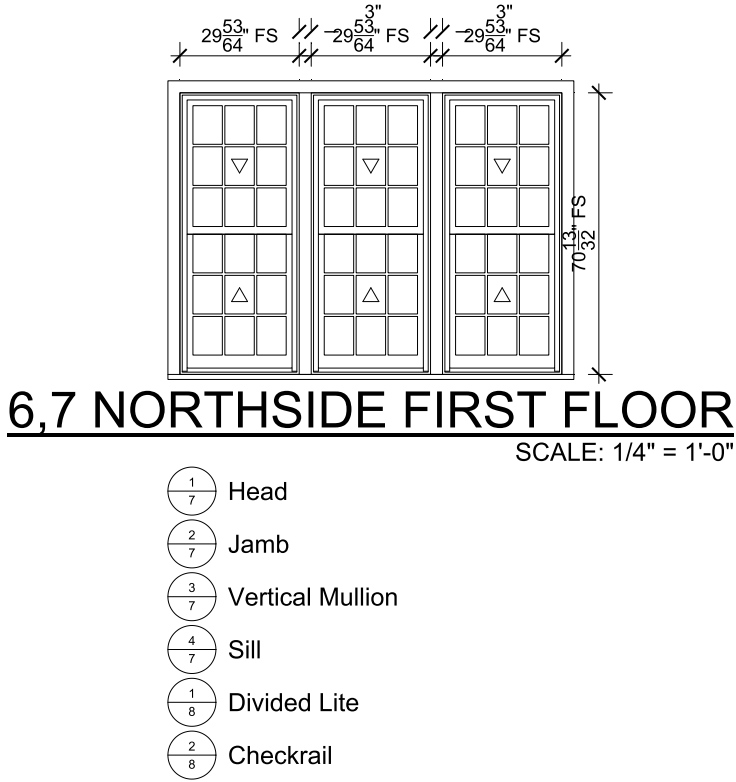 3" 3"
29 53/64" FS 29 53/64" FS 29 53/64" FS
70 13/32" FS
6,7 NORTHSIDE FIRST FLOOR
SCALE: 1/4" = 1'-0"
1/7 Head
2/7 Jamb
3/7 Vertical Mullion
4/7 Sill
1/8 Divided Lite
2/8 Checkrail